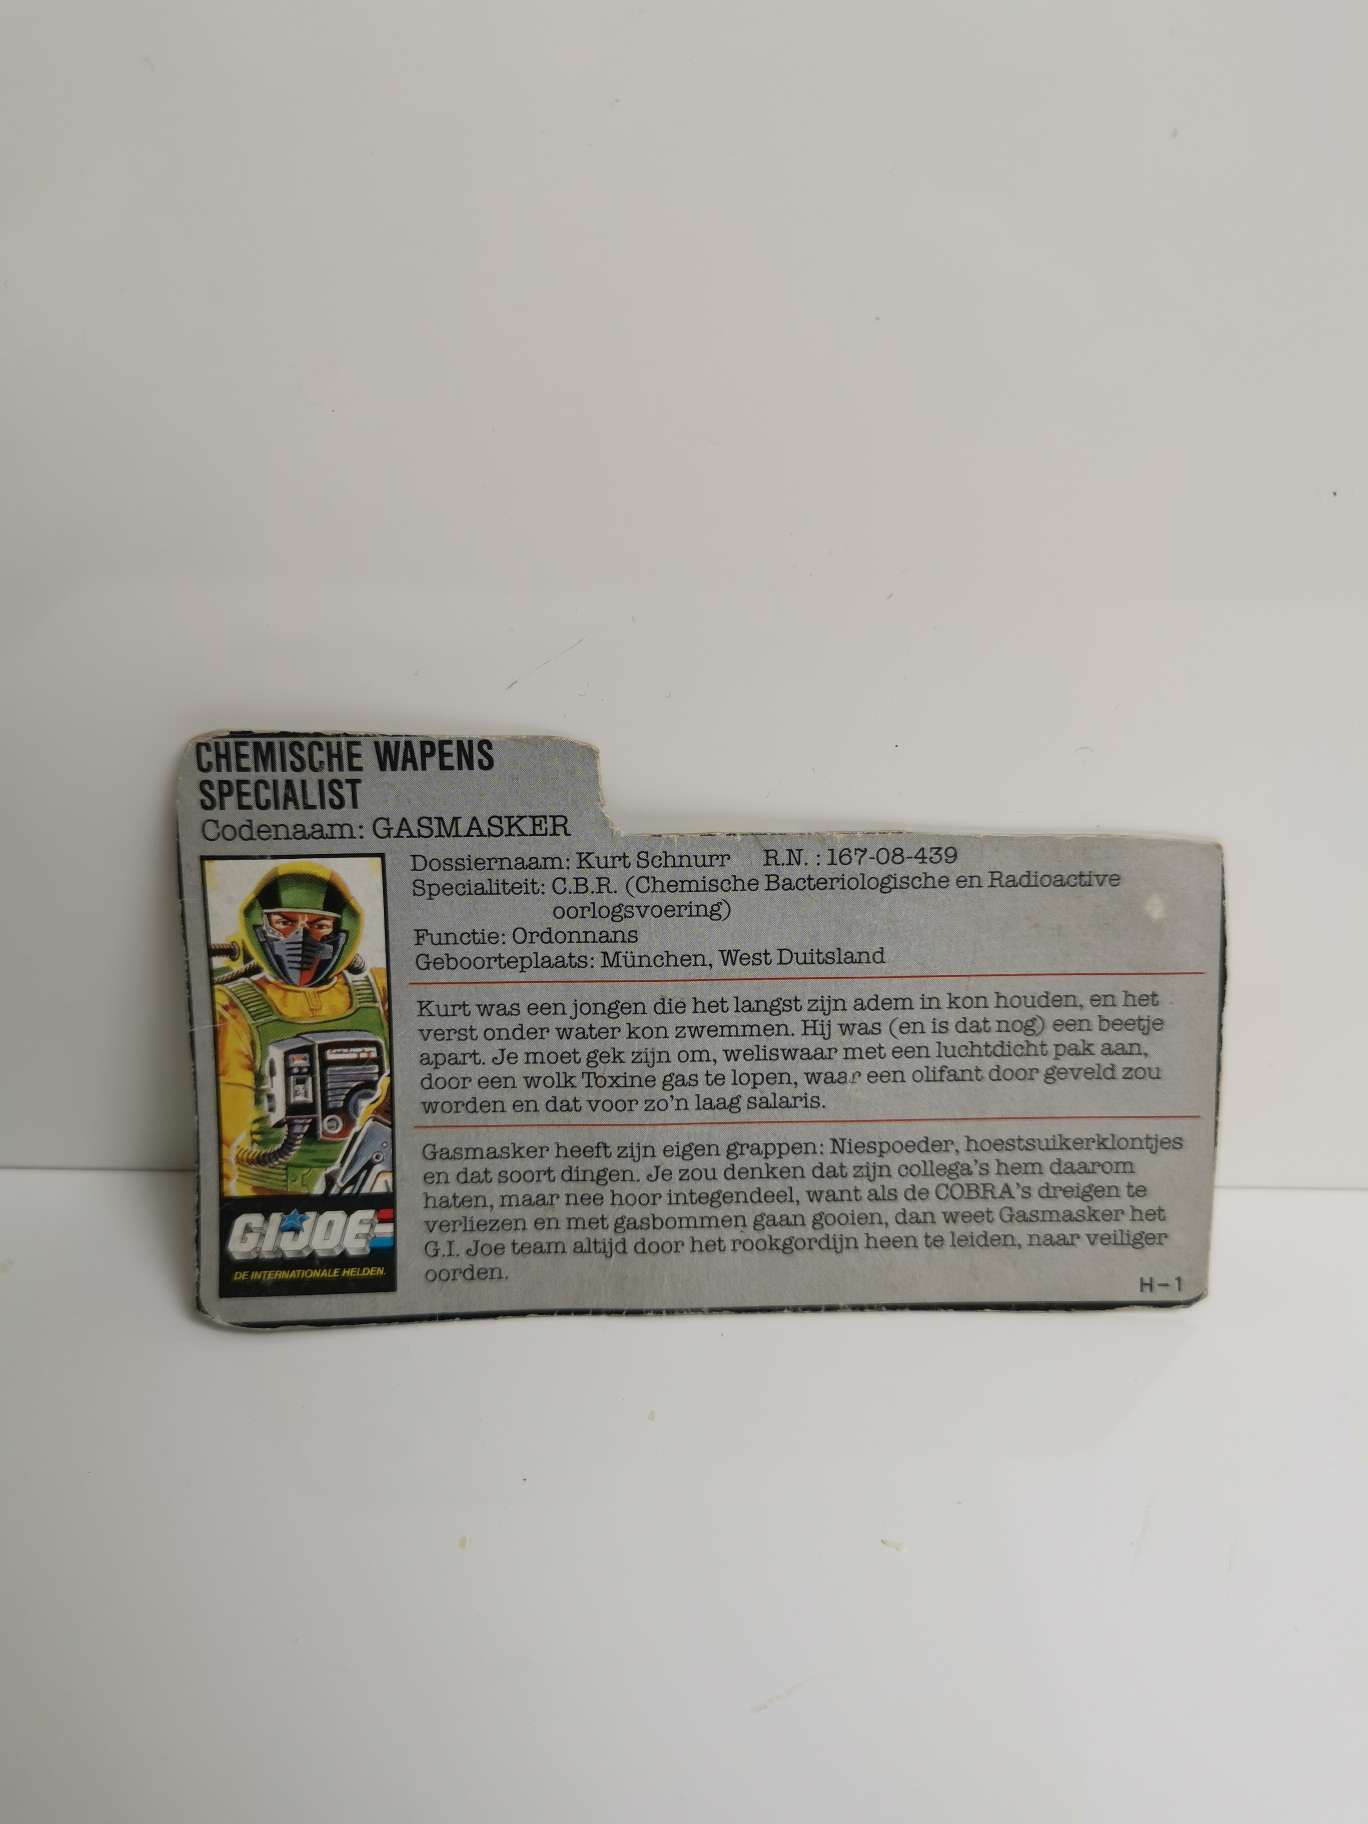 CHEMISCHE WAPENS
SPECIALIST
Codenaam: GASMASKER
Dossiernaam: Kurt Schnurr R.N. : 167-08-439
Specialiteit: C.B.R. (Chemische Bacteriologische en Radioactive
oorlogsvoering)
Functie: Ordonnans
Geboorteplaats: München, West Duitsland
Kurt was een jongen die het langst zijn adem in kon houden, en het
verst onder water kon zwemmen. Hij was (en is dat nog) een beetje
apart. Je moet gek zijn om, weliswaar met een luchtdicht pak aan,
door een wolk Toxine gas te lopen, waar een olifant door geveld zou
worden en dat voor zo'n laag salaris.
Gasmasker heeft zijn eigen grappen: Niespoeder, hoestsuikerklontjes
en dat soort dingen. Je zou denken dat zijn collega's hem daarom
haten, maar nee hoor integendeel, want als de COBRA's dreigen te
verliezen en met gasbommen gaan gooien, dan weet Gasmasker het
G.I. Joe team altijd door het rookgordijn heen te leiden, naar veiliger
oorden.
GI JOE
DE INTERNATIONALE HELDEN.
H-1